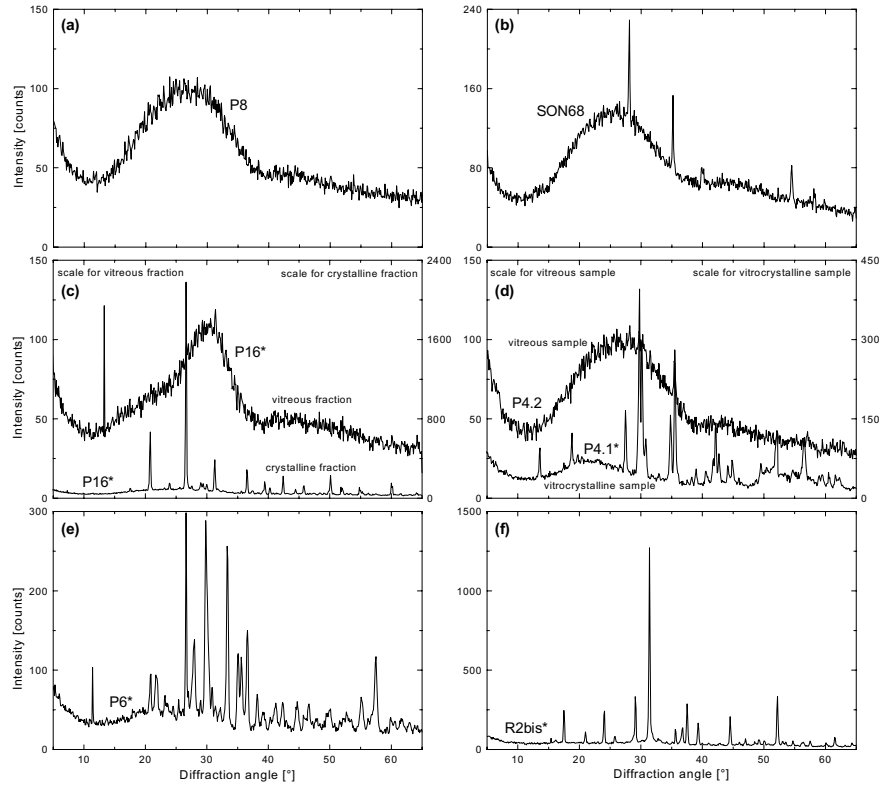 150
(a)
100
P8
50
0
Intensity [counts]
240
(b)
160
SON68
80
0
150
scale for vitreous fraction
scale for crystalline fraction
2400
(c)
100
P16*
1600
vitreous fraction
50
800
P16*
crystalline fraction
0
0
Intensity [counts]
150
scale for vitreous sample
scale for vitrocrystalline sample
450
(d)
100
vitreous sample
300
P4.2
50
150
P4.1*
vitrocrystalline sample
0
0
300
(e)
200
100
P6*
0
Intensity [counts]
10 20 30 40 50 60
Diffraction angle [°]
1500
(f)
1000
500
R2bis*
0
10 20 30 40 50 60
Diffraction angle [°]